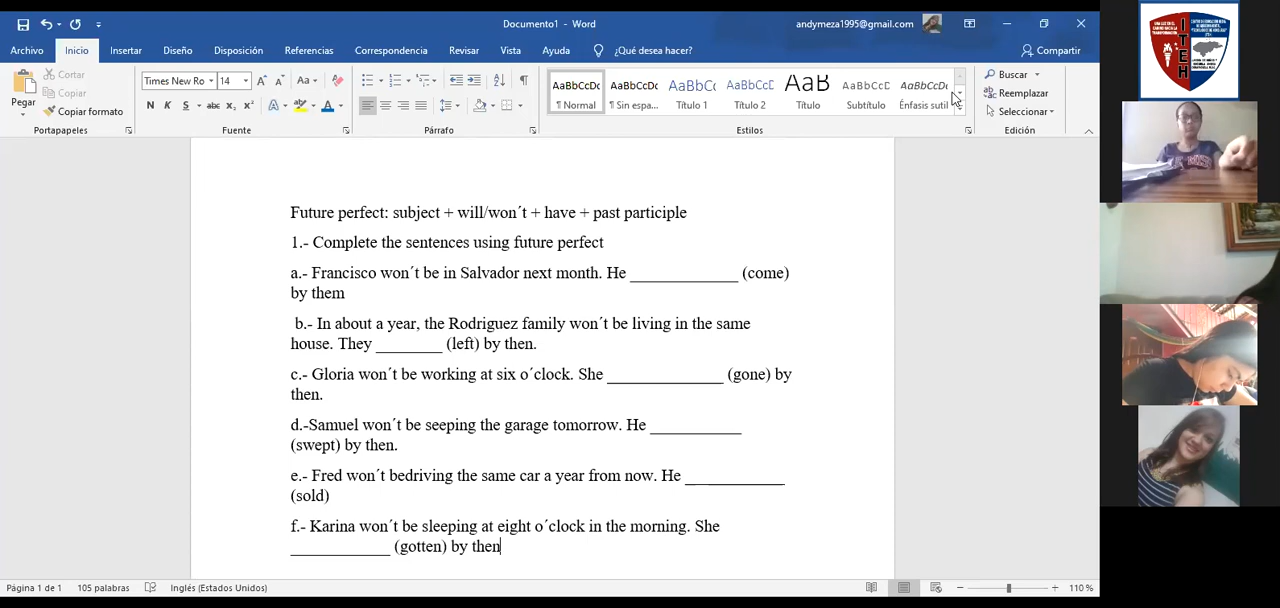 Documento1 - Word
andymeza1995@gmail.com
Archivo Inicio Insertar Diseño Disposición Referencias Correspondencia Revisar Vista Ayuda ¿Qué desea hacer? Compartir
Pegar
Cortar
Copiar
Copiar formato
Times New Ro 14
N K S abc x₂ x²
AaBbCcDc AaBbCcDc AaBbCc AaBbCcD AaB AaBbCcD AaBbCcDc
¶ Normal ¶ Sin espa... Título 1 Título 2 Título Subtítulo Énfasis sutil
Buscar
Reemplazar
Seleccionar
Portapapeles Fuente Párrafo Estilos Edición
Future perfect: subject + will/won´t + have + past participle
1.- Complete the sentences using future perfect
a.- Francisco won´t be in Salvador next month. He _____________ (come)
by them
b.- In about a year, the Rodriguez family won´t be living in the same
house. They ________ (left) by then.
c.- Gloria won´t be working at six o´clock. She ______________ (gone) by
then.
d.-Samuel won´t be seeping the garage tomorrow. He ___________
(swept) by then.
e.- Fred won´t bedriving the same car a year from now. He ____________
(sold)
f.- Karina won´t be sleeping at eight o´clock in the morning. She
____________ (gotten) by then
Página 1 de 1 105 palabras Inglés (Estados Unidos) 110 %
ITEH